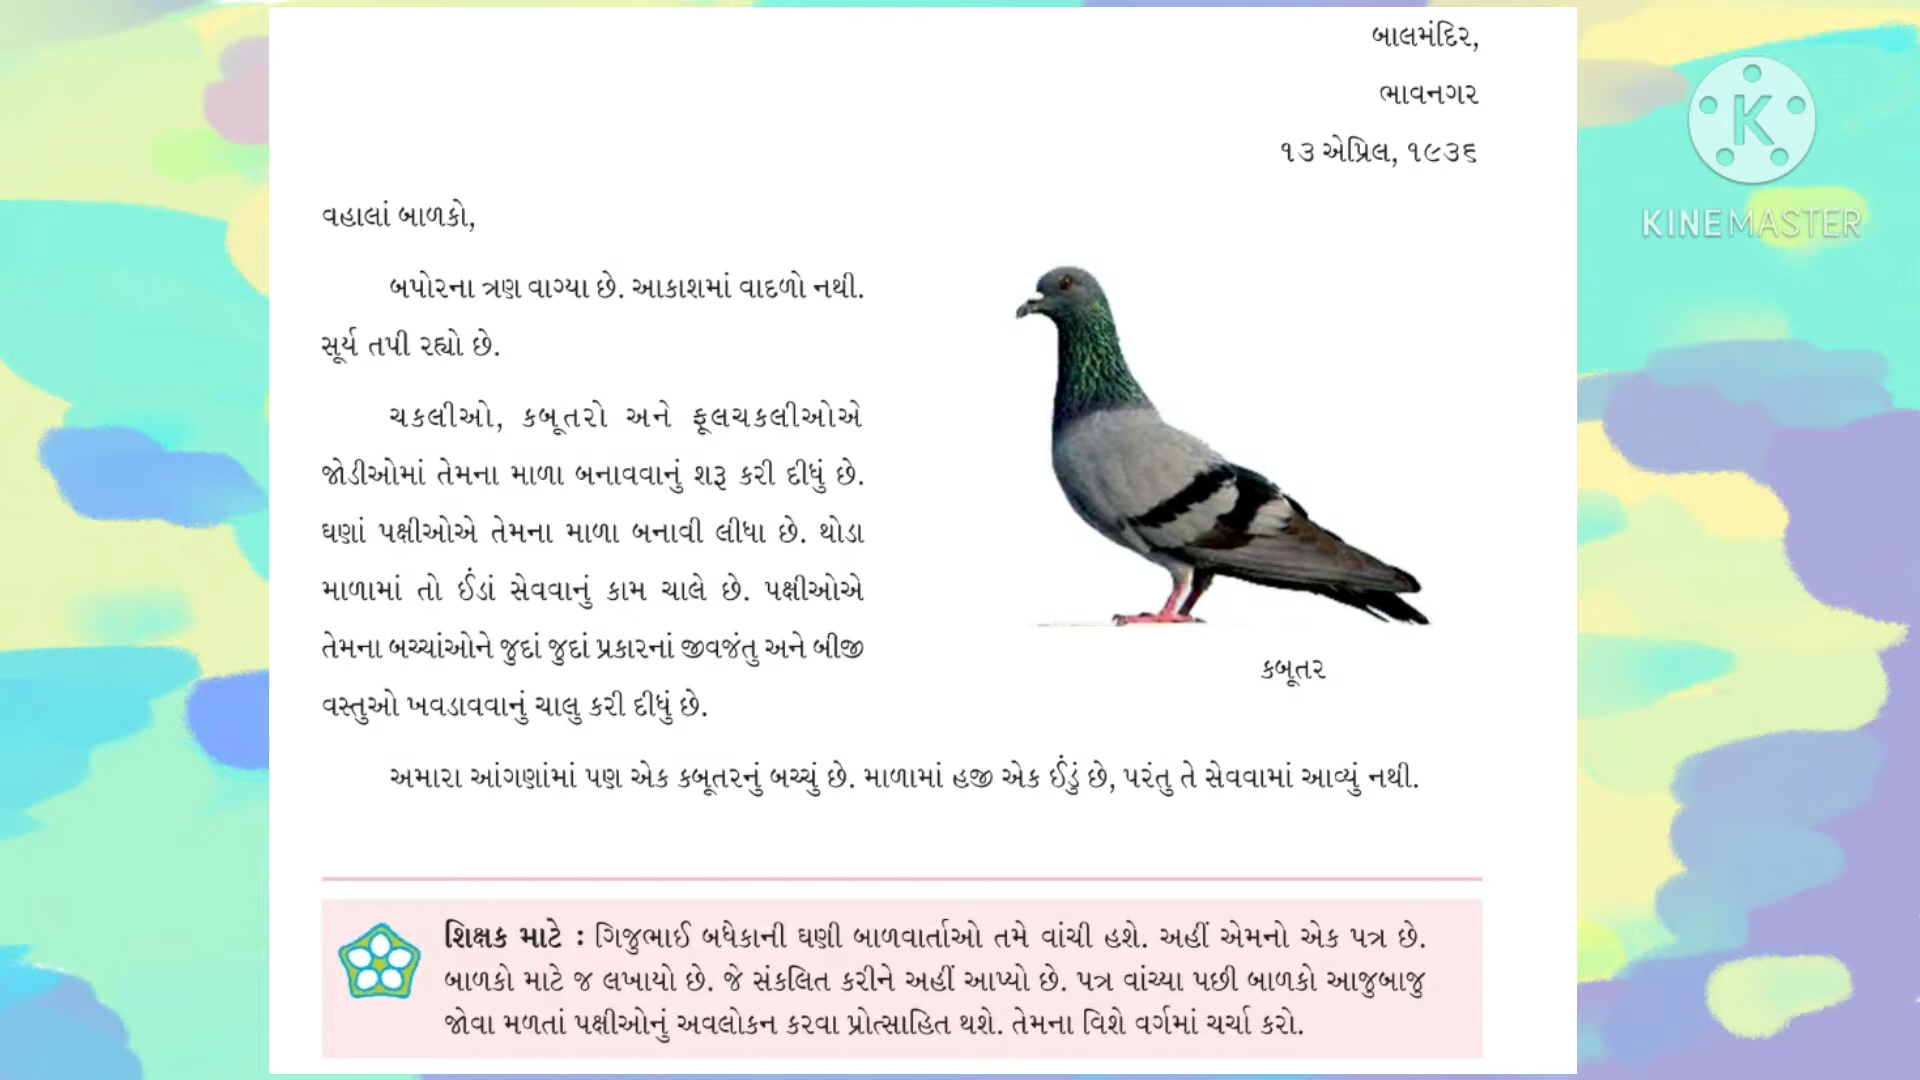 બાલમંદિર,
ભાવનગર
૧૩ એપ્રિલ, ૧૯૩૬
KINEMASTER
વહાલાં બાળકો,
બપોરના ત્રણ વાગ્યા છે. આકાશમાં વાદળો નથી.
સૂર્ય તપી રહ્યો છે.
ચકલીઓ, કબૂતરો અને ફૂલચકલીઓએ
જોડીઓમાં તેમના માળા બનાવવાનું શરૂ કરી દીધું છે.
ઘણાં પક્ષીઓએ તેમના માળા બનાવી લીધા છે. થોડા
માળામાં તો ઈંડાં સેવવાનું કામ ચાલે છે. પક્ષીઓએ
તેમના બચ્ચાંઓને જુદાં જુદાં પ્રકારનાં જીવજંતુ અને બીજી
વસ્તુઓ ખવડાવવાનું ચાલુ કરી દીધું છે.
કબૂતર
અમારા આંગણાંમાં પણ એક કબૂતરનું બચ્ચું છે. માળામાં હજી એક ઈંડું છે, પરંતુ તે સેવવામાં આવ્યું નથી.
શિક્ષક માટે : ગિજુભાઈ બધેકાની ઘણી બાળવાર્તાઓ તમે વાંચી હશે. અહીં એમનો એક પત્ર છે.
બાળકો માટે જ લખાયો છે. જે સંકલિત કરીને અહીં આપ્યો છે. પત્ર વાંચ્યા પછી બાળકો આજુબાજુ
જોવા મળતાં પક્ષીઓનું અવલોકન કરવા પ્રોત્સાહિત થશે. તેમના વિશે વર્ગમાં ચર્ચા કરો.